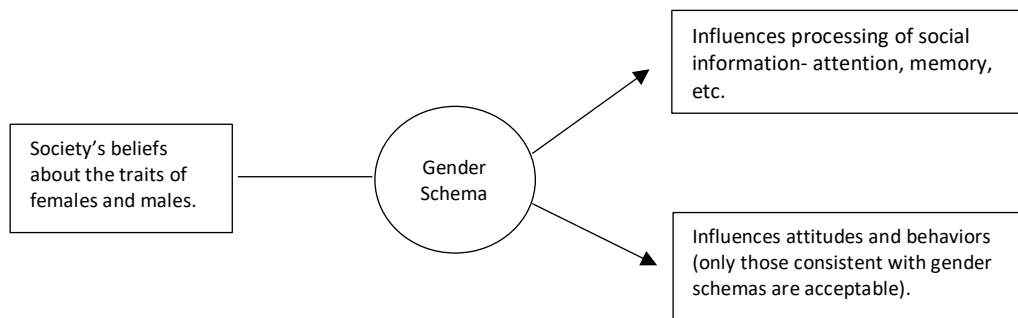 Society’s beliefs
about the traits of
females and males.
Gender
Schema
Influences processing of social
information- attention, memory,
etc.
Influences attitudes and behaviors
(only those consistent with gender
schemas are acceptable).